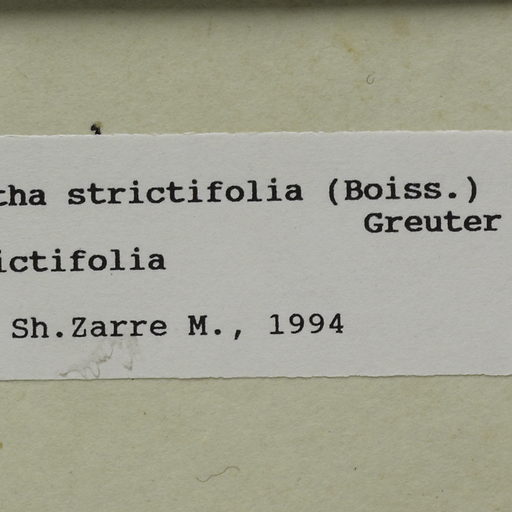 tha strictifolia (Boiss.)
Greuter
ictifolia
Sh.Zarre M., 1994